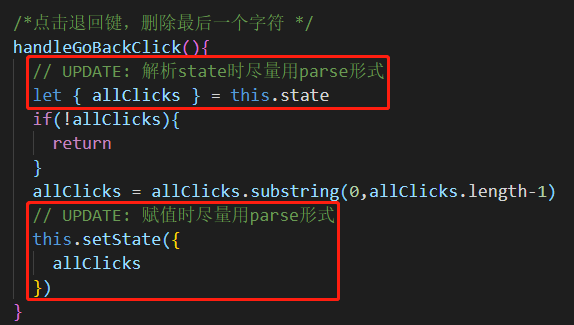 /*点击退回键，删除最后一个字符 */
handleGoBackClick(){
// UPDATE: 解析state时尽量用parse形式
let { allClicks } = this.state
if(!allClicks){
return
}
allClicks = allClicks.substring(0,allClicks.length-1)
// UPDATE: 赋值时尽量用parse形式
this.setState({
allClicks
})
}